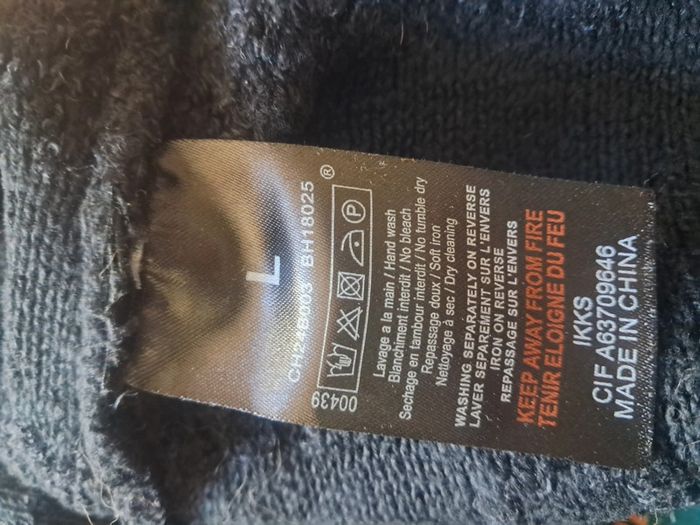 L
BH18025
®
00439
P
Lavage a la main / Hand wash
Blanchiment interdit / No bleach
Sechage en tambour interdit / No tumble dry
Repassage doux / Soft iron
Nettoyage à sec / Dry cleaning
WASHING SEPARATELY ON REVERSE
LAVER SEPAREMENT SUR L'ENVERS
IRON ON REVERSE
REPASSAGE SUR L'ENVERS
KEEP AWAY FROM FIRE
TENIR ELOIGNE DU FEU
IKKS
CIF A63709646
MADE IN CHINA